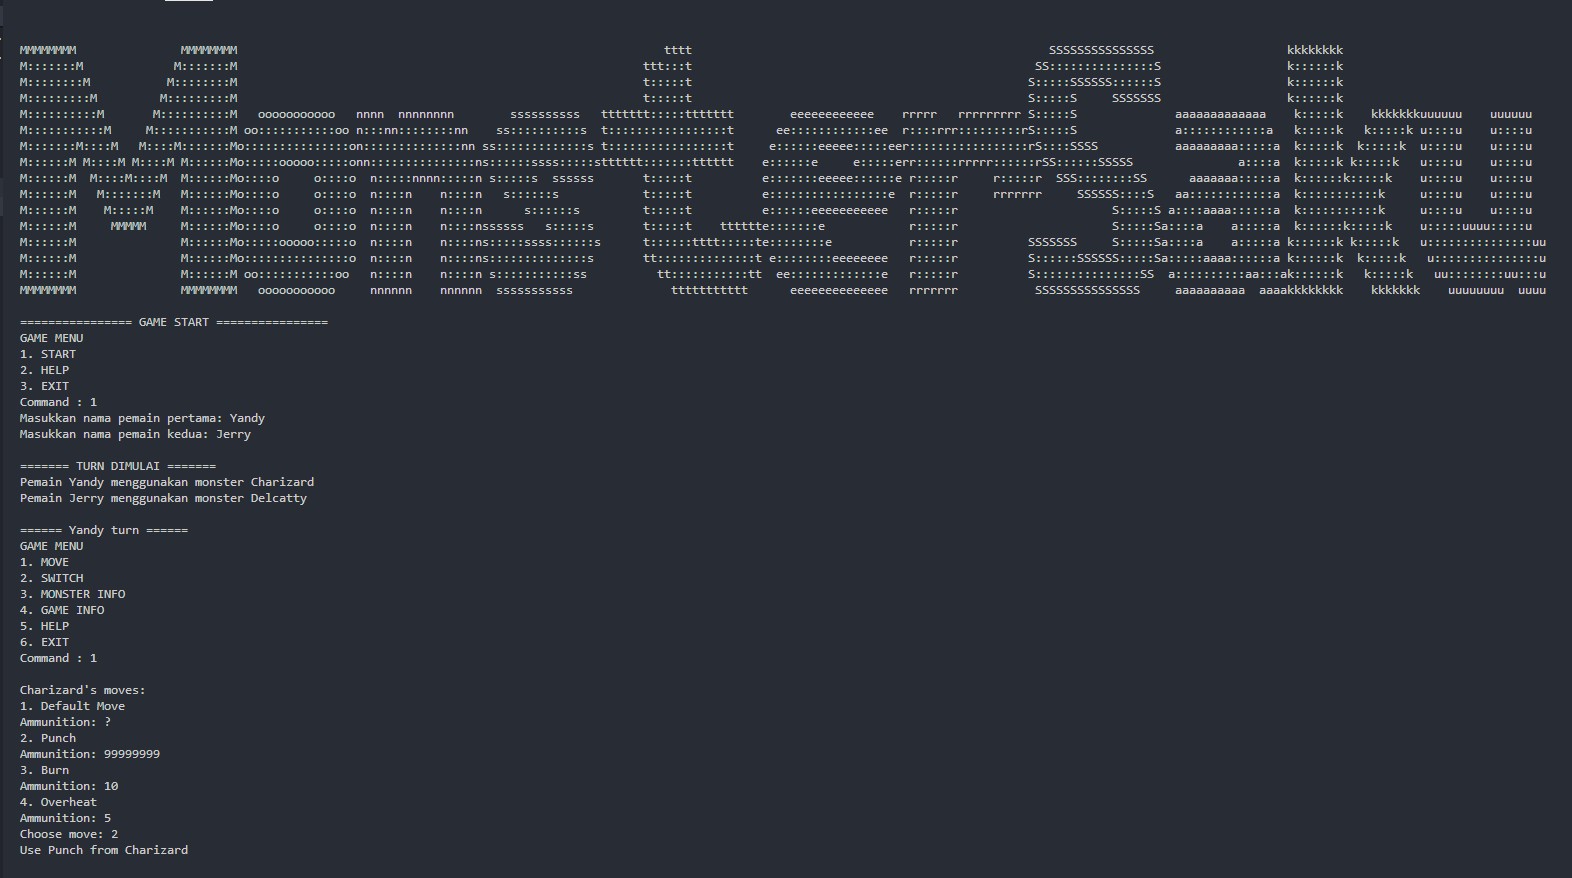 MonsterSaku
================ GAME START ================
GAME MENU
1. START
2. HELP
3. EXIT
Command : 1
Masukkan nama pemain pertama: Yandy
Masukkan nama pemain kedua: Jerry
======= TURN DIMULAI =======
Pemain Yandy menggunakan monster Charizard
Pemain Jerry menggunakan monster Delcatty
====== Yandy turn ======
GAME MENU
1. MOVE
2. SWITCH
3. MONSTER INFO
4. GAME INFO
5. HELP
6. EXIT
Command : 1
Charizard's moves:
1. Default Move
Ammunition: ?
2. Punch
Ammunition: 99999999
3. Burn
Ammunition: 10
4. Overheat
Ammunition: 5
Choose move: 2
Use Punch from Charizard